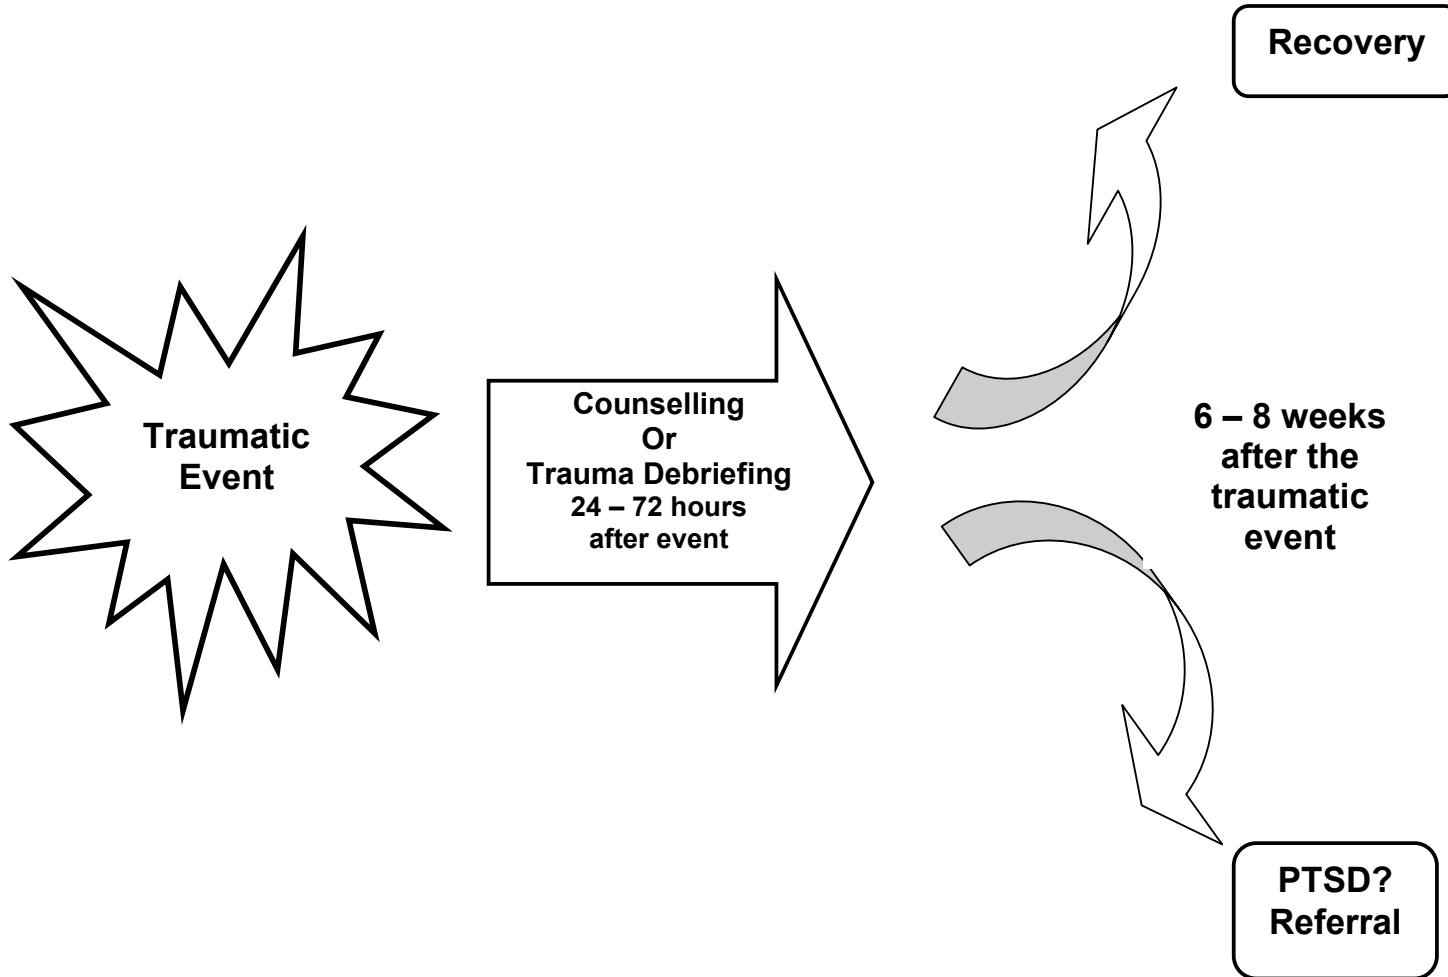 Recovery
Traumatic
Event
Counselling
Or
Trauma Debriefing
24 – 72 hours
after event
6 – 8 weeks
after the
traumatic
event
PTSD?
Referral